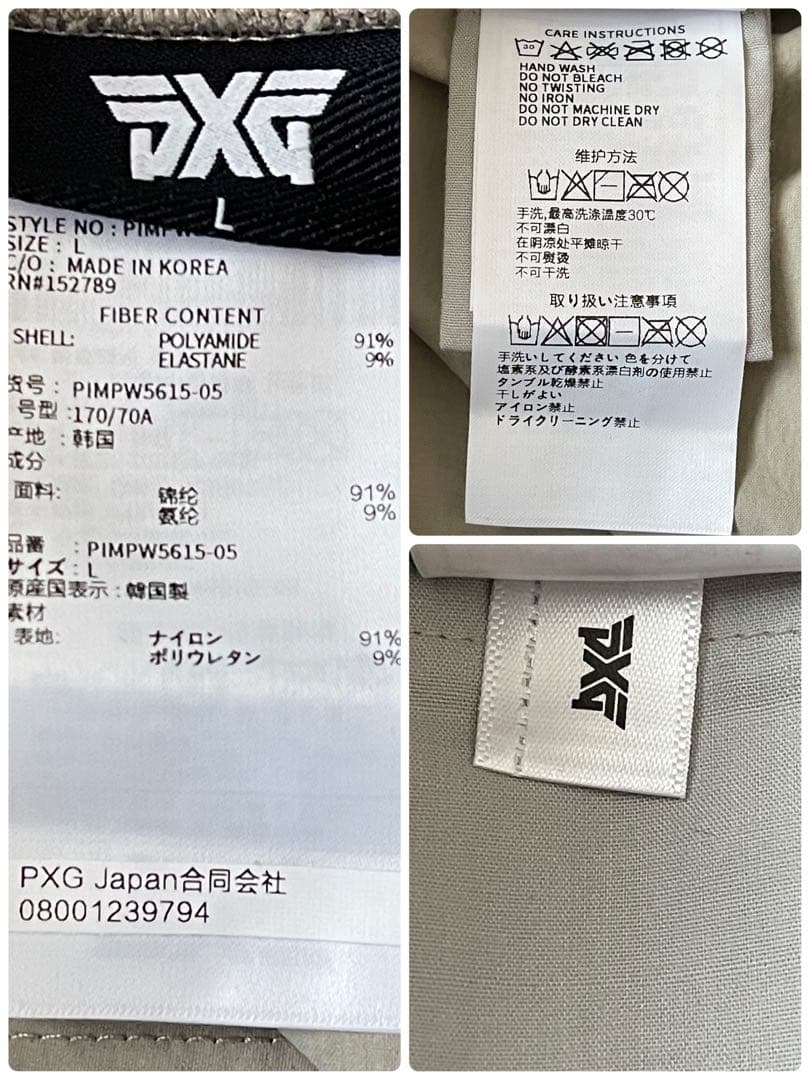 PXG
L
STYLE NO : PIMPW
SIZE : L
C/O : MADE IN KOREA
RN#152789
FIBER CONTENT
SHELL: POLYAMIDE 91%
ELASTANE 9%
货号 : PIMPW5615-05
号型 :170/70A
产地 : 韩国
成分
面料: 锦纶 91%
氨纶 9%
品番 : PIMPW5615-05
サイズ : L
原産国表示 : 韓国製
素材
表地: ナイロン 91%
ポリウレタン 9%
PXG Japan合同会社
08001239794
CARE INSTRUCTIONS
30
HAND WASH
DO NOT BLEACH
NO TWISTING
NO IRON
DO NOT MACHINE DRY
DO NOT DRY CLEAN
维护方法
手洗,最高洗涤温度30℃
不可漂白
在阴凉处平摊晾干
不可熨烫
不可干洗
取り扱い注意事項
手洗いしてください 色を分けて
塩素系及び酵素系漂白剤の使用禁止
タンブル乾燥禁止
干しがよい
アイロン禁止
ドライクリーニング禁止
PXG